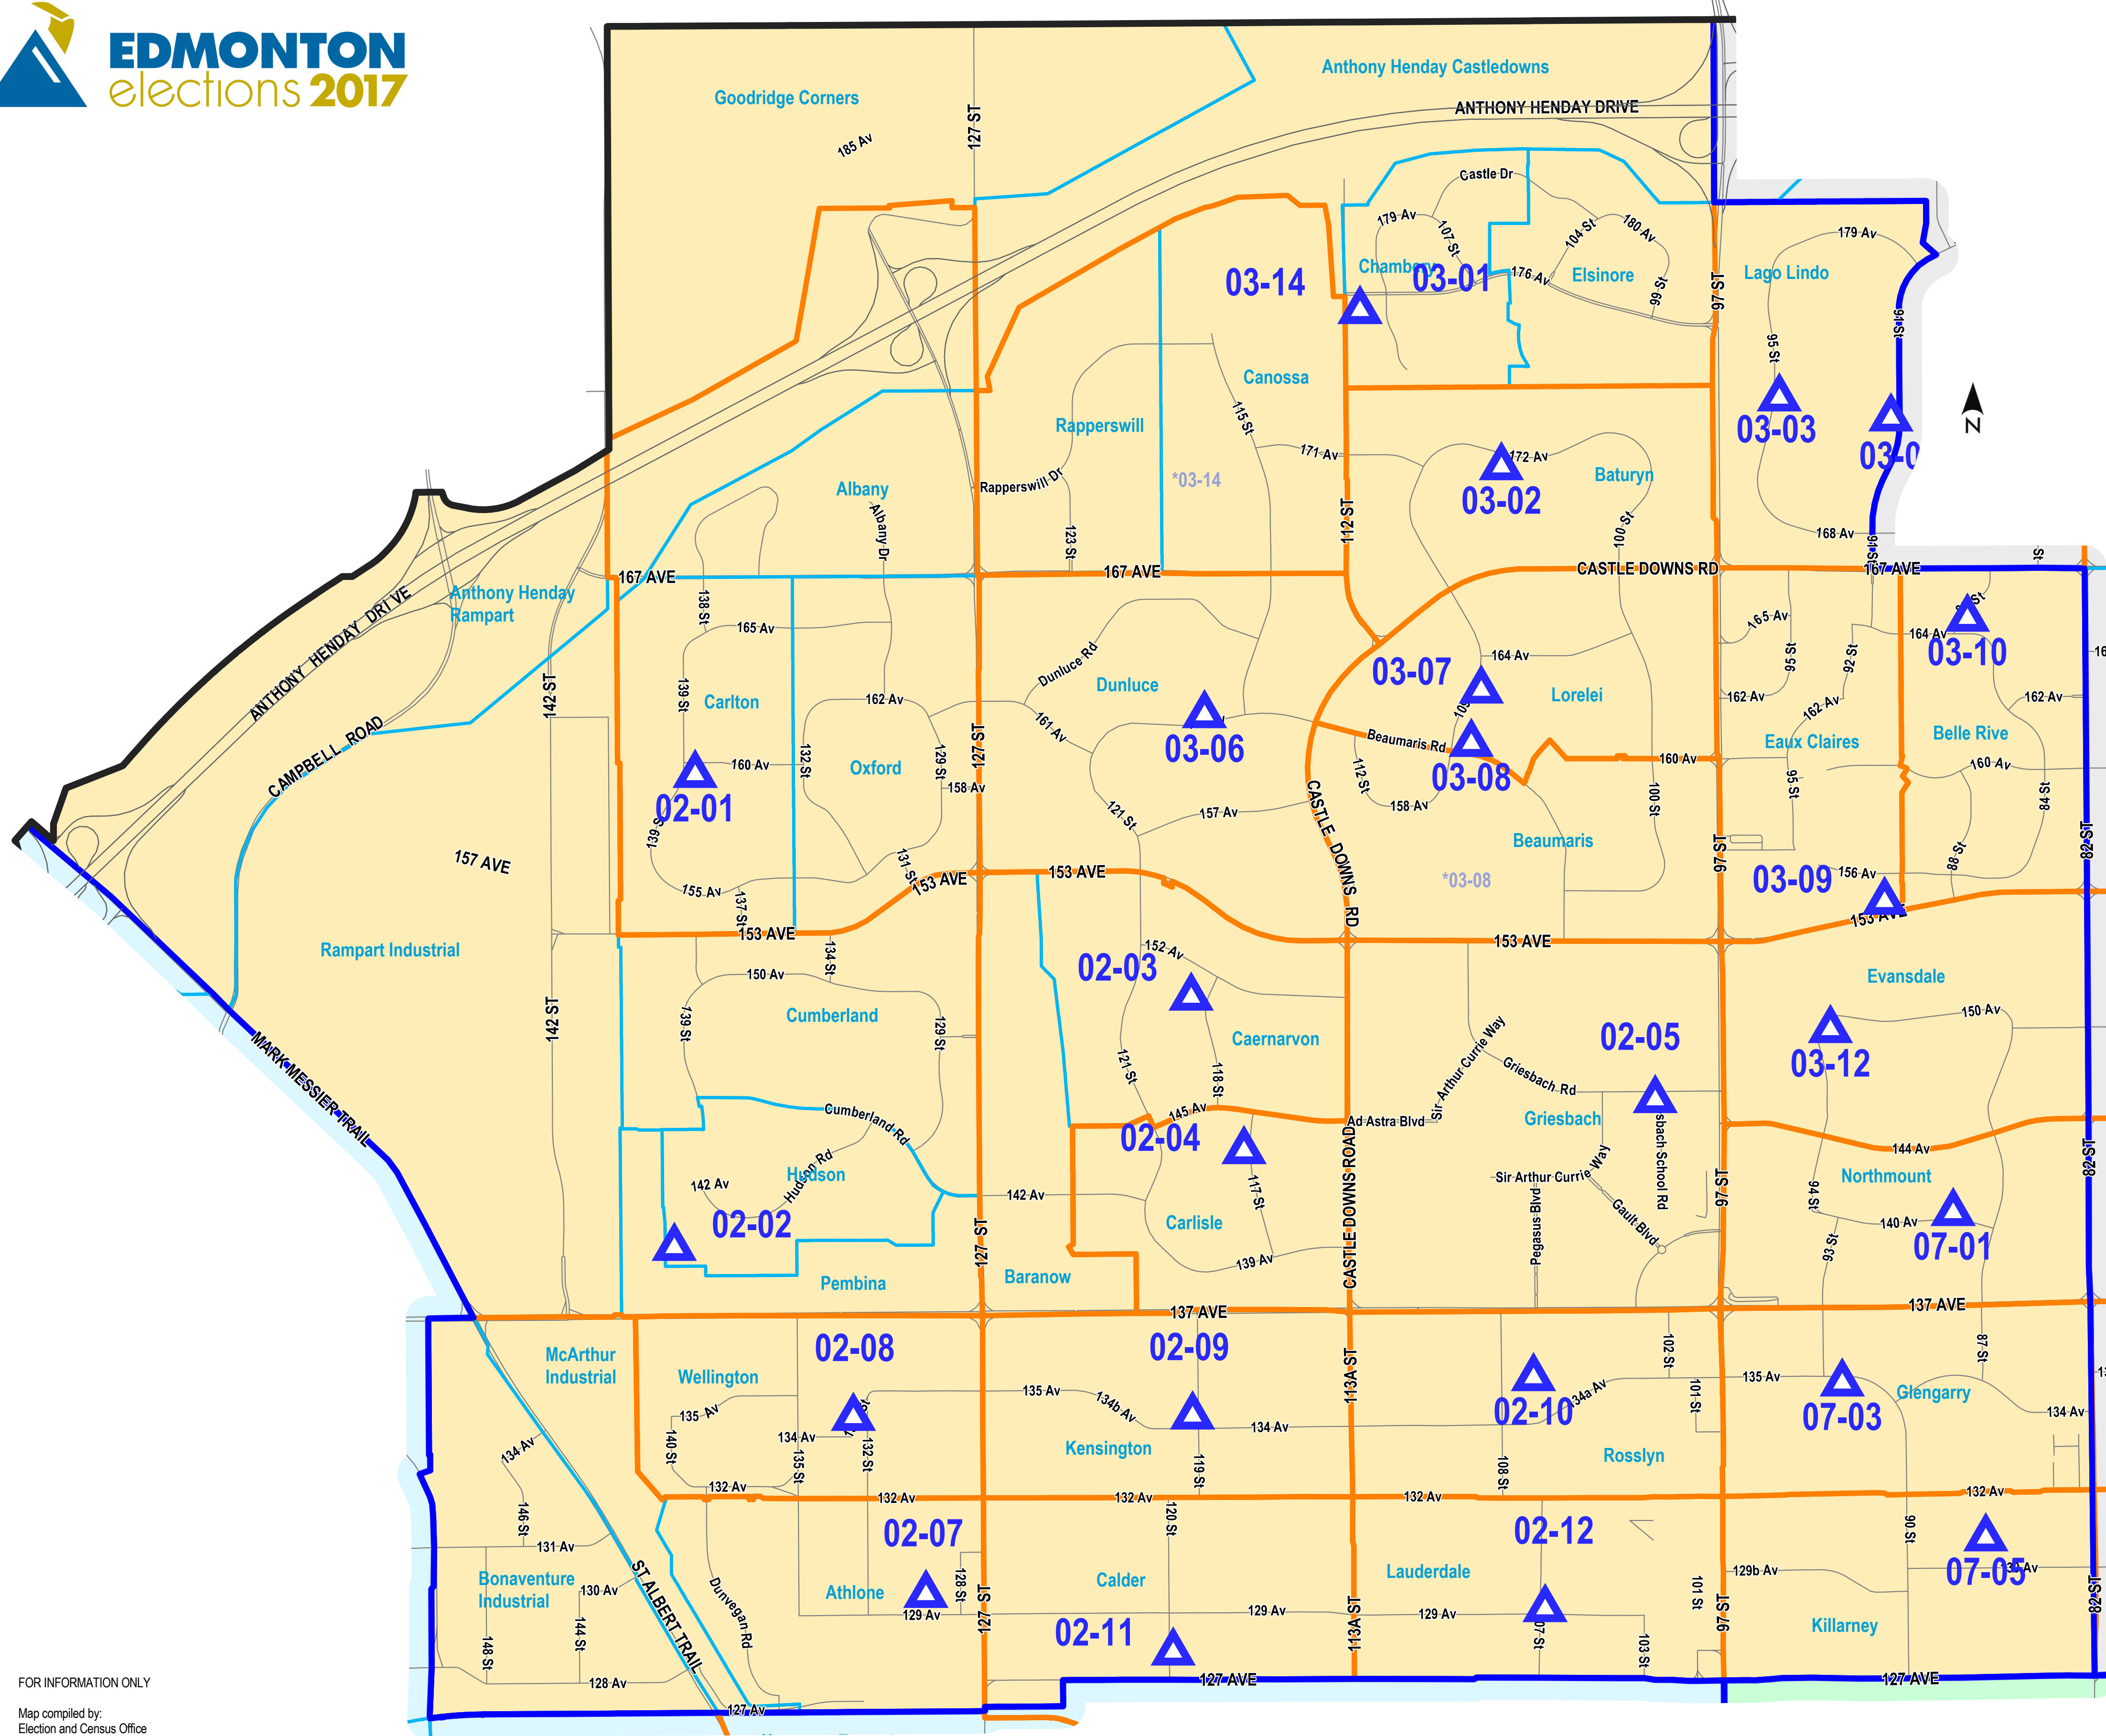 EDMONTON
elections 2017
Anthony Henday Castledowns
Goodridge Corners
ANTHONY HENDAY DRIVE
127 ST
185 Av
Castle Dr
179 Av
107 St
104 St
180 Av
179 Av
Chambery
03-01
176 Av
Elsinore
99 St
97 ST
Lago Lindo
03-14
91 St
95 St
Canossa
115 St
Rapperswill
03-03
03-0
N
171 Av
172 Av
Baturyn
*03-14
Rapperswill Dr
Albany
Albany Dr
03-02
112 ST
100 St
123 St
168 Av
91 St
St
167 AVE
167 AVE
CASTLE DOWNS RD
167 AVE
Anthony Henday
Rampart
ANTHONY HENDAY DRIVE
138 St
165 Av
165 Av
164 Av
03-10
95 St
92 St
Dunluce Rd
03-07
164 Av
142 ST
139 St
Carlton
162 Av
Dunluce
Lorelei
162 Av
162 Av
162 Av
161 Av
CAMPBELL ROAD
127 ST
03-06
Beaumaris Rd
Eaux Claires
Belle Rive
132 St
129 St
160 Av
Oxford
112 St
03-08
160 Av
160 Av
02-01
158 Av
95 St
84 St
158 Av
100 St
139 S
121 St
157 Av
CASTLE DOWNS RD
Beaumaris
97 ST
82 ST
157 AVE
131 St
88 St
155 Av
153 AVE
153 AVE
*03-08
03-09
156 Av
137 St
153 AVE
153 AVE
153 AVE
Rampart Industrial
134 St
152 Av
150 Av
02-03
Evansdale
142 ST
139 St
Cumberland
129 St
Caernarvon
02-05
150 Av
03-12
MARK MESSIER TRAIL
121 St
118 St
Sir Arthur Currie Way
Griesbach Rd
Cumberland Rd
145 Av
Ad Astra Blvd
Griesbach
sbach School Rd
02-04
144 Av
82 ST
Hudson Rd
Hudson
142 Av
142 Av
117 St
Sir Arthur Currie Way
97 ST
94 St
Northmount
02-02
Carlisle
CASTLE DOWNS ROAD
Pegasus Blvd
Gault Blvd
140 Av
07-01
127 ST
93 St
139 Av
Pembina
Baranow
137 AVE
137 AVE
McArthur
Industrial
Wellington
02-08
02-09
113A ST
102 St
87 St
135 Av
134a Av
135 Av
Glengarry
101 St
135 Av
134b Av
02-10
07-03
134 Av
134 Av
134 Av
134 Av
140 St
135 St
132 St
Kensington
119 St
108 St
Rosslyn
132 Av
132 Av
132 Av
132 Av
132 Av
146 St
120 St
90 St
02-07
02-12
131 Av
07-05
Bonaventure
Industrial
130 Av
ST ALBERT TRAIL
Dunvegan Rd
Athlone
128 St
Calder
Lauderdale
129b Av
101 St
97 ST
82 ST
129 Av
127 ST
129 Av
129 Av
113A ST
02-11
07 St
103 St
Killarney
148 St
144 St
128 Av
127 AVE
127 AVE
127 Av
FOR INFORMATION ONLY
Map compiled by:
Election and Census Office